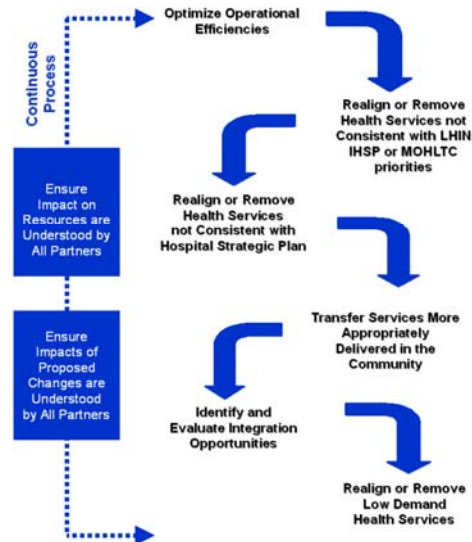 Optimize Operational
Efficiencies
Continuous
Process
Realign or Remove
Health Services not
Consistent with LHIN
IHSP or MOHLTC
priorities
Ensure
Impact on
Resources are
Understood by
All Partners
Realign or Remove
Health Services
not Consistent with
Hospital Strategic Plan
Ensure
Impacts of
Proposed
Changes are
Understood
by All Partners
Transfer Services More
Appropriately
Delivered in the
Community
Identify and
Evaluate Integration
Opportunities
Realign or Remove
Low Demand
Health Services